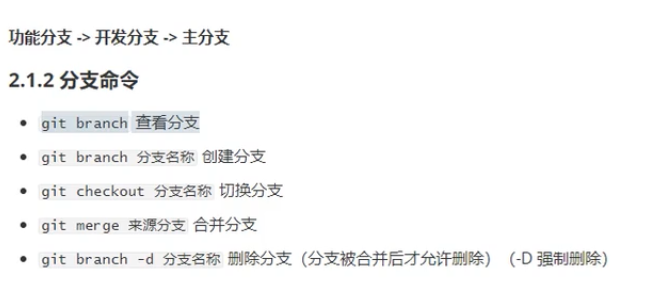 功能分支 -> 开发分支 -> 主分支
2.1.2 分支命令
git branch 查看分支
git branch 分支名称 创建分支
git checkout 分支名称 切换分支
git merge 来源分支 合并分支
git branch -d 分支名称 删除分支（分支被合并后才允许删除）（-D 强制删除）